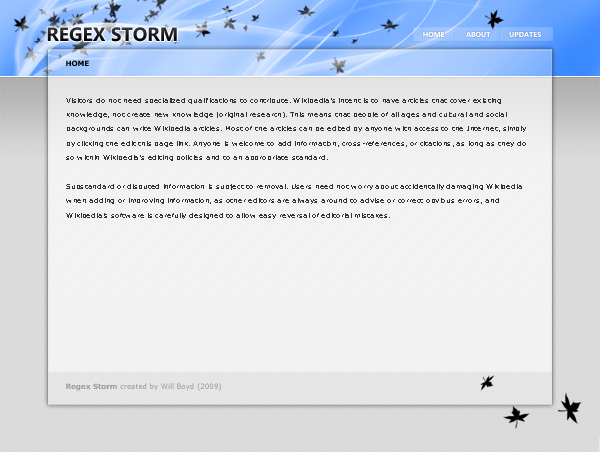 REGEX STORM
HOME ABOUT UPDATES
HOME
Visitors do not need specialized qualifications to contribute. Wikipedia's intent is to have articles that cover existing
knowledge, not create new knowledge (original research). This means that people of all ages and cultural and social
backgrounds can write Wikipedia articles. Most of the articles can be edited by anyone with access to the Internet, simply
by clicking the edit this page link. Anyone is welcome to add information, cross-references, or citations, as long as they do
so within Wikipedia's editing policies and to an appropriate standard.
Substandard or disputed information is subject to removal. Users need not worry about accidentally damaging Wikipedia
when adding or improving information, as other editors are always around to advise or correct obvious errors, and
Wikipedia's software is carefully designed to allow easy reversal of editorial mistakes.
Regex Storm created by Will Boyd (2009)